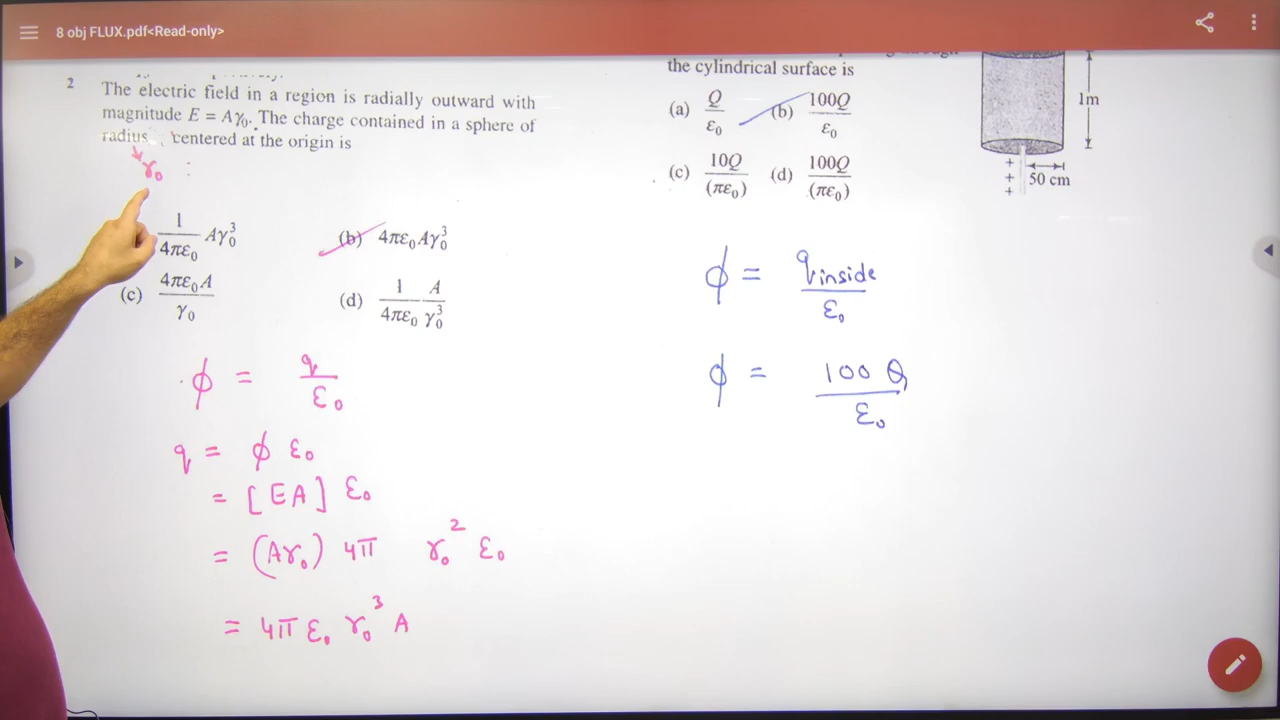 8 obj FLUX.pdf<Read-only>
2
The electric field in a region is radially outward with
magnitude E = Aγ₀. The charge contained in a sphere of
radius, centered at the origin is
r₀ :
1/4πε₀ Aγ₀³
(b) 4πε₀Aγ₀³
(c) 4πε₀A/γ₀
(d) 1/4πε₀ A/γ₀³
.ϕ = q/ε₀
q = ϕ ε₀
= [EA] ε₀
= (Ar₀) 4π r₀² ε₀
= 4π ε₀ r₀³ A
the cylindrical surface is
(a) Q/ε₀
(b) 100Q/ε₀
(c) 10Q/(πε₀)
(d) 100Q/(πε₀)
1m
50 cm
+
+
+
ϕ = q inside/ε₀
ϕ = 100 Q/ε₀